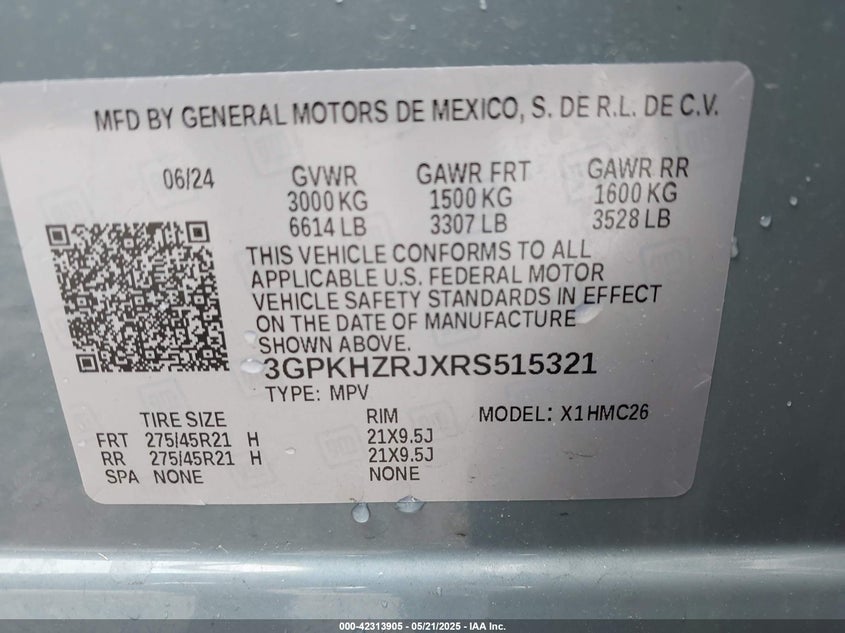 MFD BY GENERAL MOTORS DE MEXICO, S. DE R.L. DE C.V.
06/24 GVWR GAWR FRT GAWR RR
3000 KG 1500 KG 1600 KG
6614 LB 3307 LB 3528 LB
THIS VEHICLE CONFORMS TO ALL
APPLICABLE U.S. FEDERAL MOTOR
VEHICLE SAFETY STANDARDS IN EFFECT
ON THE DATE OF MANUFACTURE
SHOWN ABOVE.
3GPKHZRJXRS515321
TYPE: MPV
TIRE SIZE RIM MODEL: X1HMC26
FRT 275/45R21 H 21X9.5J
RR 275/45R21 H 21X9.5J
SPA NONE NONE
000-42313905 - 05/21/2025 - IAA Inc.